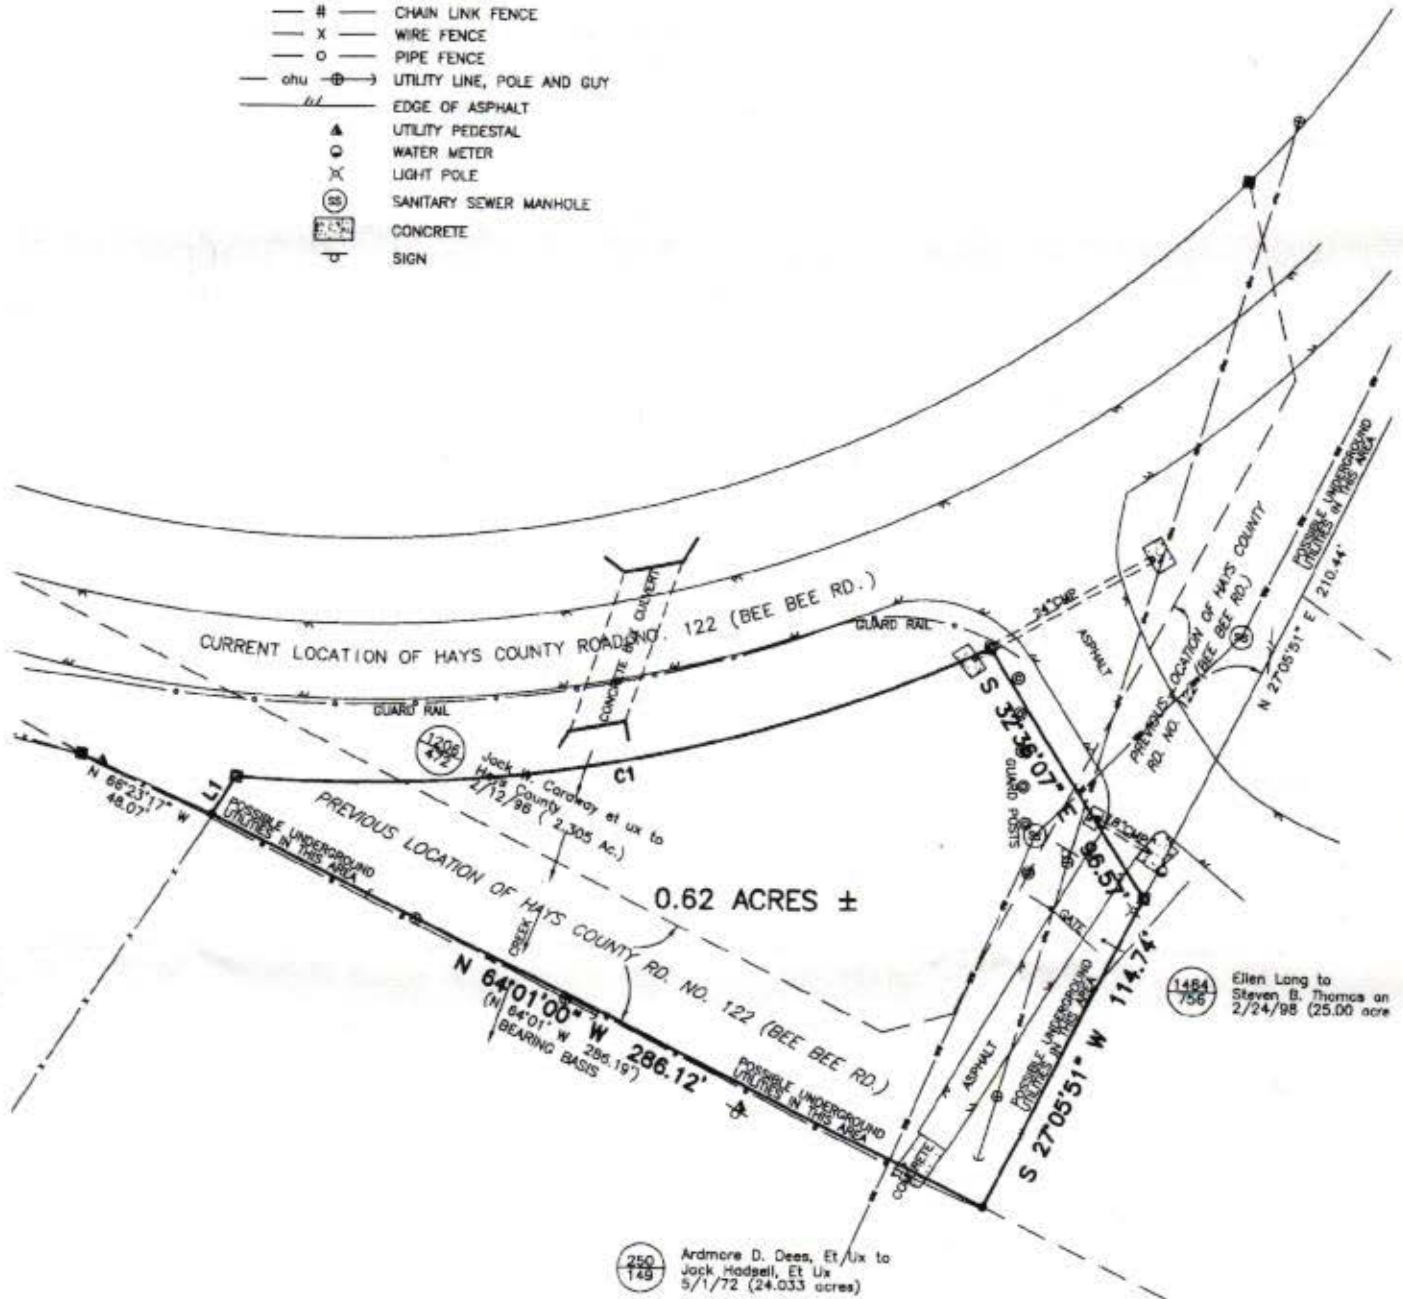 # CHAIN LINK FENCE
X WIRE FENCE
O PIPE FENCE
ohu UTILITY LINE, POLE AND GUY
EDGE OF ASPHALT
UTILITY PEDESTAL
WATER METER
LIGHT POLE
SS SANITARY SEWER MANHOLE
CONCRETE
SIGN
POSSIBLE UNDERGROUND
UTILITIES IN THIS AREA
N 27°05'51" E 210.44'
PREVIOUS LOCATION OF HAYS COUNTY
RD. NO. 122 (BEE BEE RD.)
24"CMP
ASPHALT
CURRENT LOCATION OF HAYS COUNTY ROAD NO. 122 (BEE BEE RD.)
CONCRETE BOX CULVERT
GUARD RAIL
GUARD RAIL
S 32°36'07" E 96.57'
GUARD POSTS
18"CMP
GATE
1206
472
Jack W. Cardway et ux to
Hays County
2/12/96 ( 2.305 Ac.)
C1
L1
N 66°23'17" W
48.07'
POSSIBLE UNDERGROUND
UTILITIES IN THIS AREA
PREVIOUS LOCATION OF HAYS COUNTY RD. NO. 122 (BEE BEE RD.)
0.62 ACRES ±
CREEK
N 64°01'00" W 286.12'
(N 64°01' W 286.19')
BEARING BASIS
POSSIBLE UNDERGROUND
UTILITIES IN THIS AREA
ASPHALT
POSSIBLE UNDERGROUND
UTILITIES IN THIS AREA
S 27°05'51" W 114.74'
CONCRETE
1464
756
Ellen Lang to
Steven B. Thomas on
2/24/98 (25.00 acre
250
149
Ardmore D. Dees, Et Ux to
Jack Hodsell, Et Ux
5/1/72 (24.033 acres)